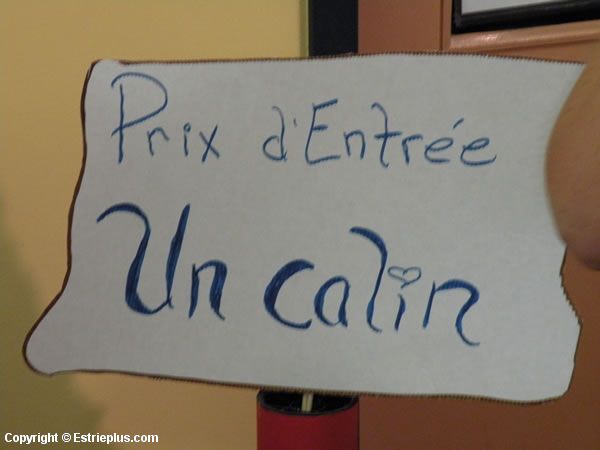 Prix d'Entrée
Un calin
Copyright © Estrieplus.com